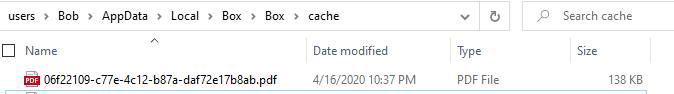 users > Bob > AppData > Local > Box > Box > cache Search cache
Name Date modified Type Size
PDF 06f22109-c77e-4c12-b87a-daf72e17b8ab.pdf 4/16/2020 10:37 PM PDF File 138 KB